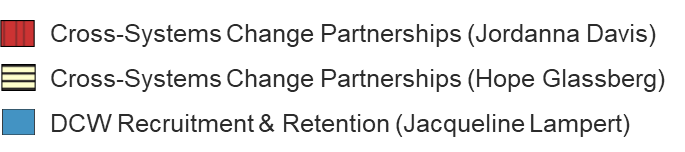 Cross-Systems Change Partnerships (Jordanna Davis)
Cross-Systems Change Partnerships (Hope Glassberg)
DCW Recruitment & Retention (Jacqueline Lampert)